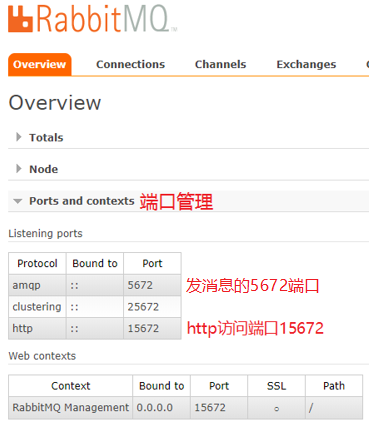 RabbitMQ
Overview Connections Channels Exchanges
Overview
Totals
Node
Ports and contexts 端口管理
Listening ports
Protocol Bound to Port
amqp :: 5672 发消息的5672端口
clustering :: 25672
http :: 15672 http访问端口15672
Web contexts
Context Bound to Port SSL Path
RabbitMQ Management 0.0.0.0 15672 ○ /